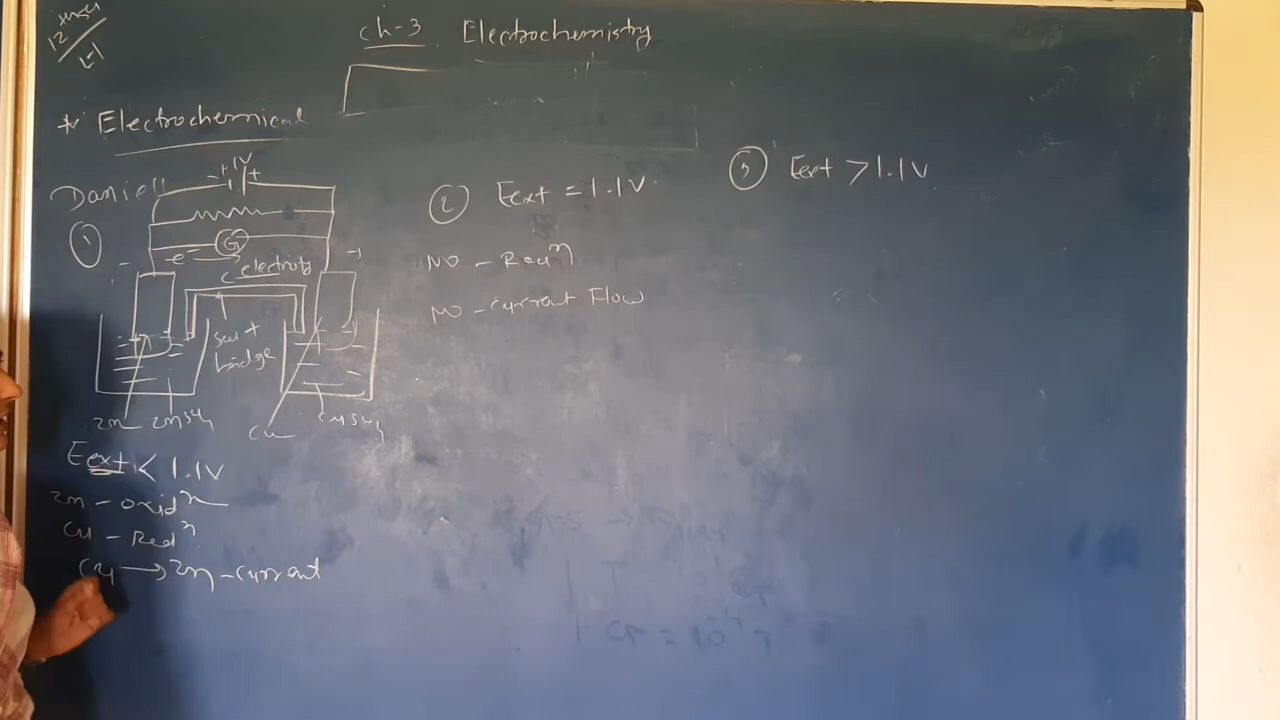 12
L-1
Ch-3 Electrochemistry
* Electrochemical
Daniell
1.1V
- +
①
G
e-
electricity
- +
salt
bridge
Zn ZnSO4 Cu CuSO4
Eext < 1.1V
Zn - oxidn
Cu - Redn
Cu → Zn - Current
② Eext = 1.1V
NO - Reacn
NO - current Flow
③ Eext > 1.1V